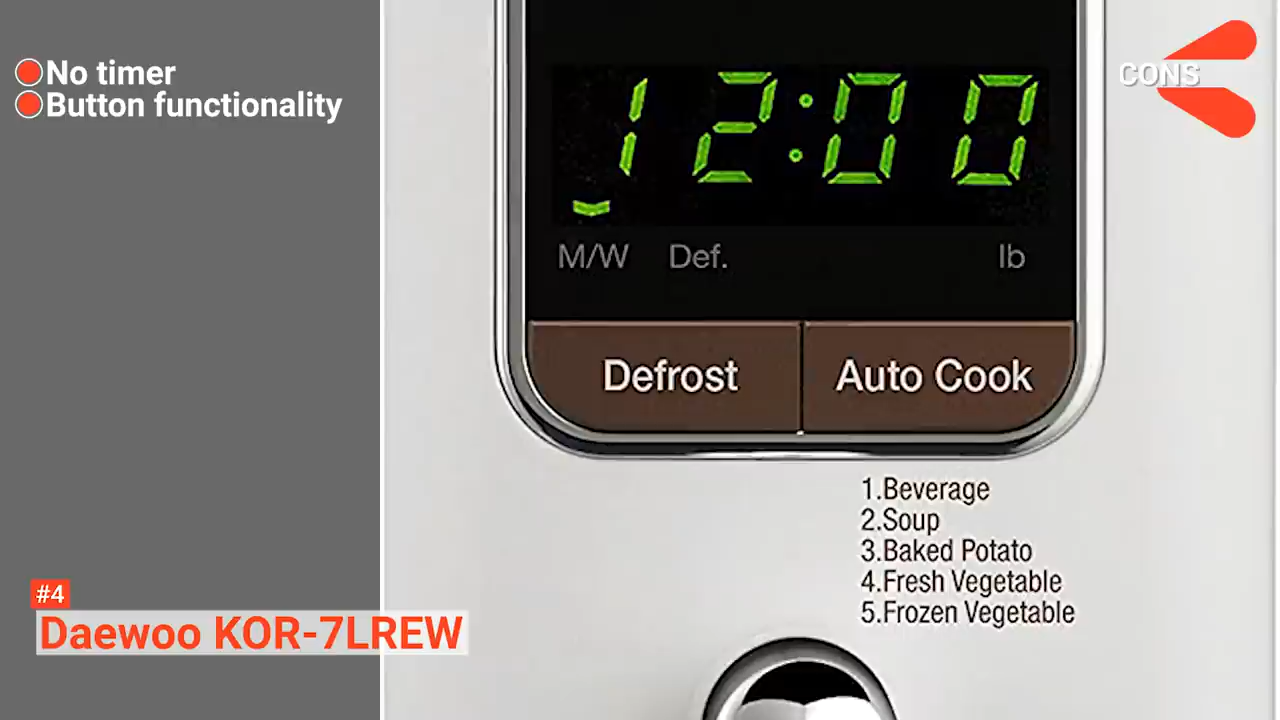 No timer
Button functionality
CONS
12:00
M/W Def. lb
Defrost Auto Cook
1.Beverage
2.Soup
3.Baked Potato
4.Fresh Vegetable
5.Frozen Vegetable
#4
Daewoo KOR-7LREW